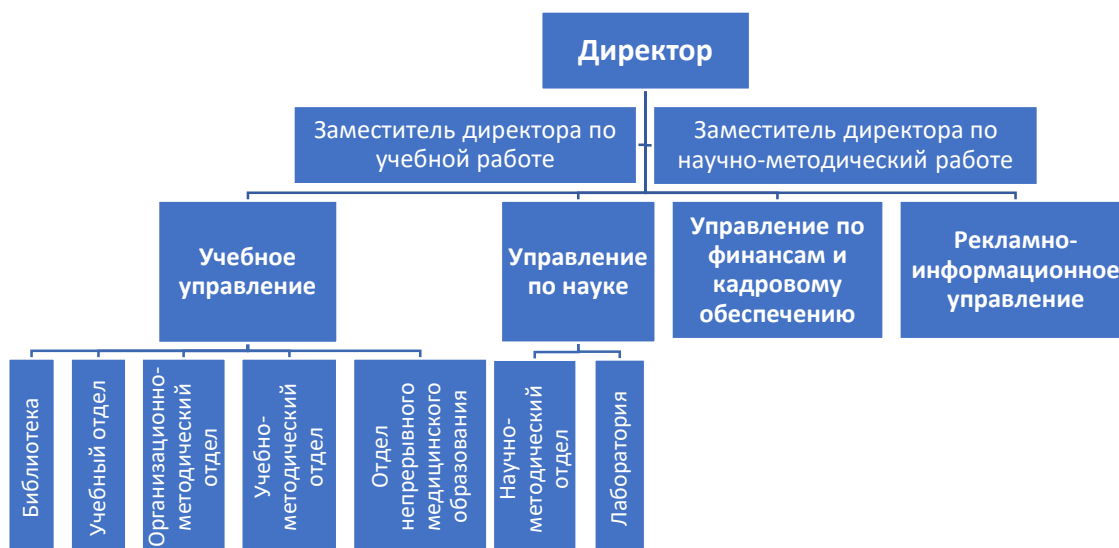 Директор
Заместитель директора по
учебной работе
Заместитель директора по
научно-методический работе
Учебное
управление
Управление
по науке
Управление по
финансам и
кадровому
обеспечению
Рекламно-
информационное
управление
Библиотека
Учебный отдел
Организационно-
методический
отдел
Учебно-
методический
отдел
Отдел
непрерывного
медицинского
образования
Научно-
методический
отдел
Лаборатория